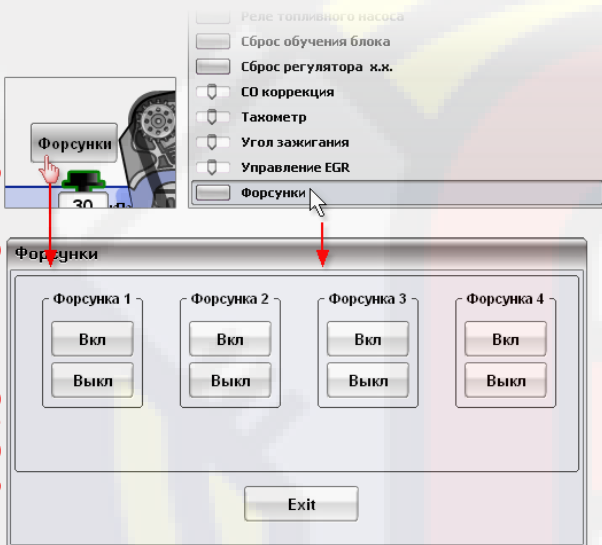 Реле топливного насоса
Сброс обучения блока
Сброс регулятора х.х.
СО коррекция
Тахометр
Угол зажигания
Управление EGR
Форсунки
Форсунки
30
Форсунки
Форсунка 1 Форсунка 2 Форсунка 3 Форсунка 4
Вкл Вкл Вкл Вкл
Выкл Выкл Выкл Выкл
Exit